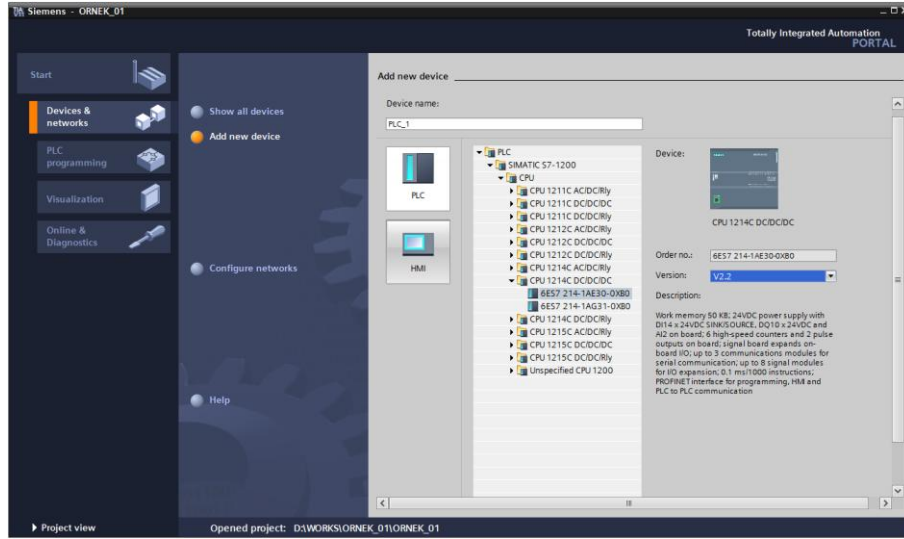 Siemens - ORNEK_01
Totally Integrated Automation
PORTAL
Start
Devices &
networks
PLC
programming
Visualization
Online &
Diagnostics
Show all devices
Add new device
Configure networks
Help
Add new device
Device name:
PLC_1
PLC
HMI
PLC
SIMATIC S7-1200
CPU
CPU 1211C AC/DC/Rly
CPU 1211C DC/DC/DC
CPU 1211C DC/DC/Rly
CPU 1212C AC/DC/Rly
CPU 1212C DC/DC/DC
CPU 1212C DC/DC/Rly
CPU 1214C AC/DC/Rly
CPU 1214C DC/DC/DC
6ES7 214-1AE30-0XB0
6ES7 214-1AG31-0XB0
CPU 1214C DC/DC/Rly
CPU 1215C AC/DC/Rly
CPU 1215C DC/DC/DC
CPU 1215C DC/DC/Rly
Unspecified CPU 1200
Device:
CPU 1214C DC/DC/DC
Order no.:
6ES7 214-1AE30-0XB0
Version:
V2.2
Description:
Work memory 50 KB; 24VDC power supply with
DI14 x 24VDC SINK/SOURCE, DQ10 x 24VDC and
AI2 on board; 6 high-speed counters and 2 pulse
outputs on board; signal board expands on-
board I/O; up to 3 communications modules for
serial communication; up to 8 signal modules
for I/O expansion; 0.1 ms/1000 instructions;
PROFINET interface for programming, HMI and
PLC to PLC communication
Project view
Opened project: D:\WORKS\ORNEK_01\ORNEK_01